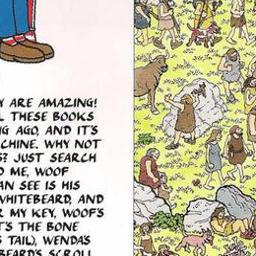 Y ARE AMAZING!
L THESE BOOKS
G AGO, AND IT'S
CHINE. WHY NOT
S? JUST SEARCH
D ME, WOOF
AN SEE IS HIS
WHITEBEARD, AND
R MY KEY, WOOF'S
T'S THE BONE
S TAIL), WENDA'S
BEARD'S SCROLL